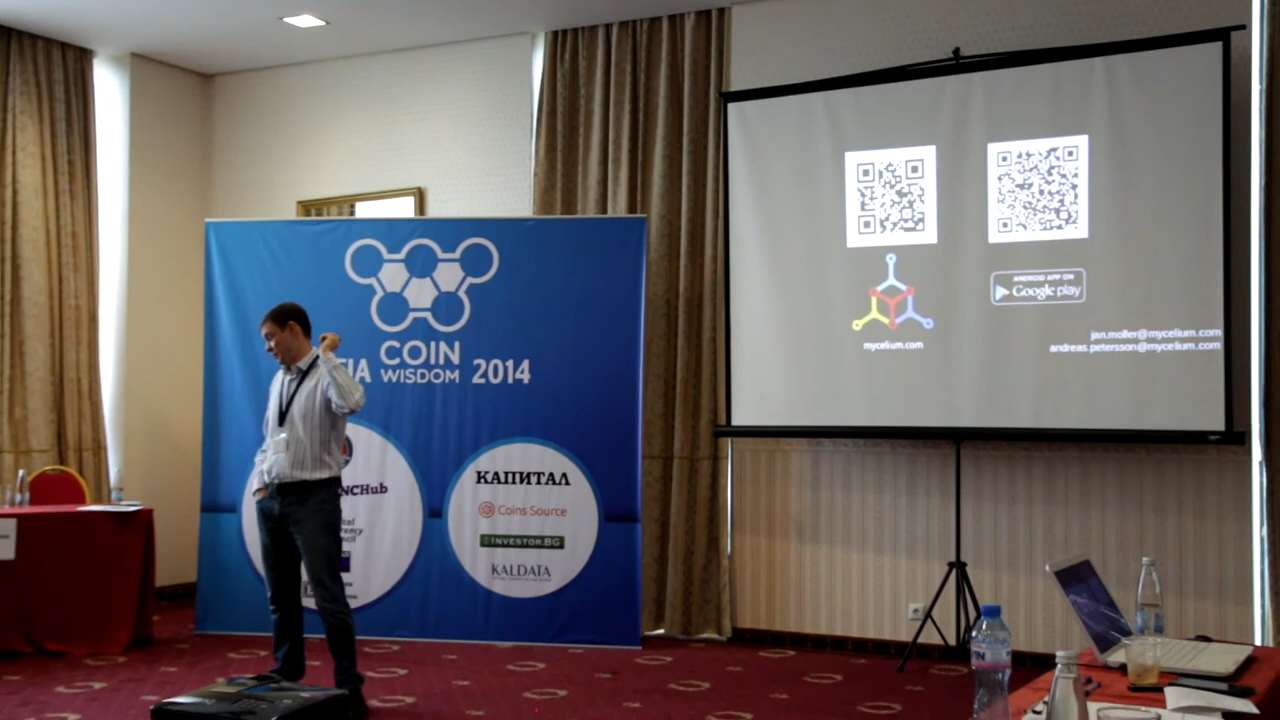 COIN
WISDOM
2014
NCHub
КАПИТАЛ
Coins Source
INVESTOR.BG
KALDATA
ANDROID APP ON
Google play
mycelium.com
jan.moller@mycelium.com
andreas.petersson@mycelium.com